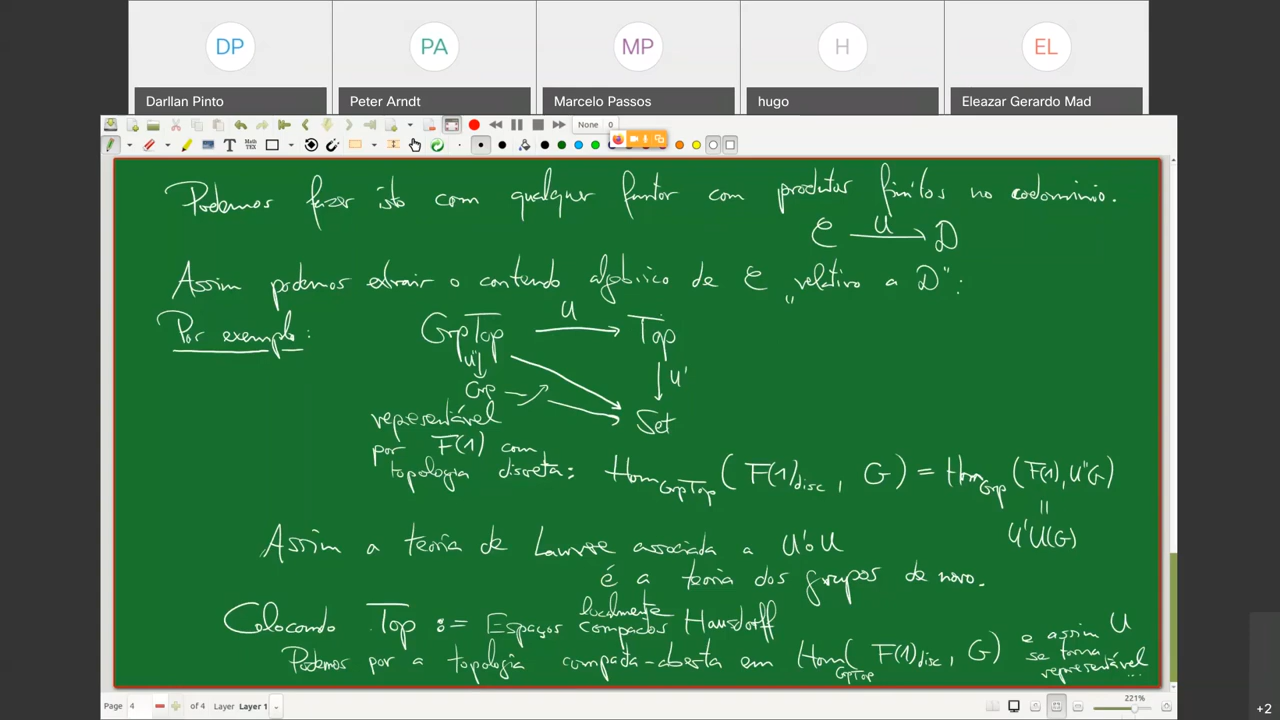 DP
PA
MP
H
EL
Darllan Pinto
Peter Arndt
Marcelo Passos
hugo
Eleazar Gerardo Mad
None 0
T Math TEX
Podemos fazer isto com qualquer funtor com produtos finitos no codominio.
C —U→ D
Assim podemos extrair o conteudo algébrico de C „relativo a D":
Por exemplo:
GrpTop —U→ Top
U"
U'
Grp
Set
representável
por F(1) com
topologia discreta: Hom_GrpTop (F(1)_disc, G) = Hom_Grp (F(1), U"G)
=
U'U(G)
Assim a teoria de Lawvere associada a U'∘U
é a teoria dos grupos de novo.
Colocando Top := Espaços localmente compactos Hausdorff
Podemos por a topologia compacta-aberta em Hom_GrpTop (F(1)_disc, G) e assim U se torna representável ...
Page 4 of 4 Layer Layer 1
221%
+2